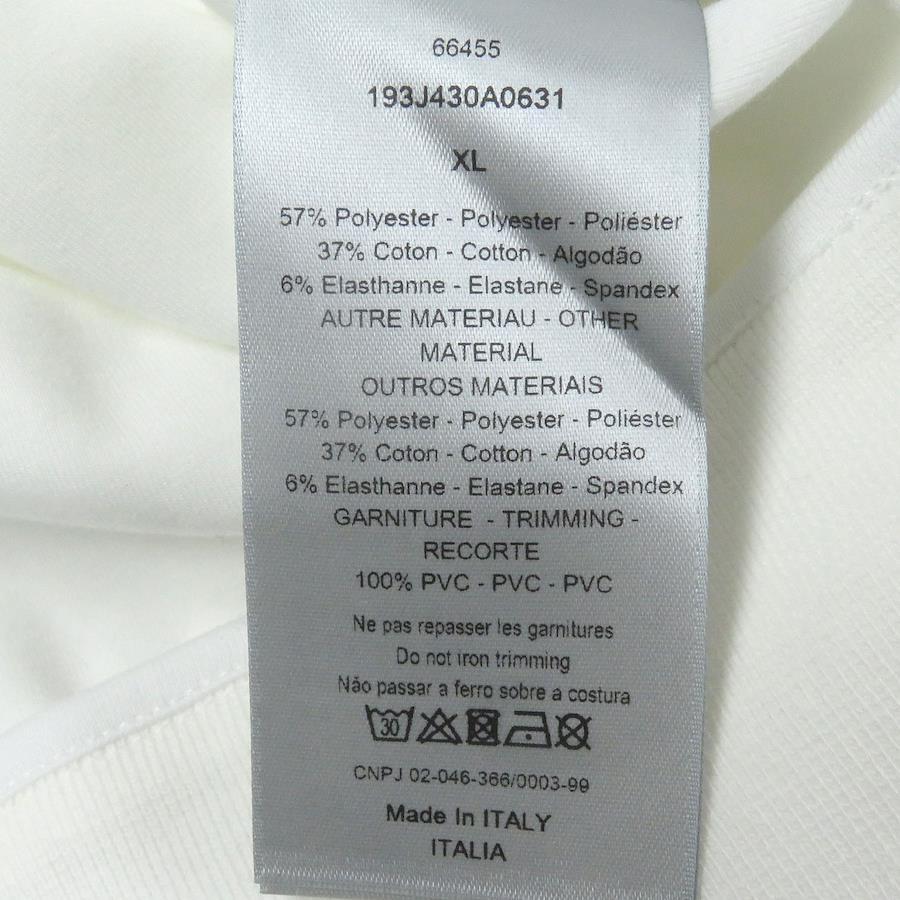 66455
193J430A0631
XL
57% Polyester - Polyester - Poliéster
37% Coton - Cotton - Algodão
6% Elasthanne - Elastane - Spandex
AUTRE MATERIAU - OTHER
MATERIAL
OUTROS MATERIAIS
57% Polyester - Polyester - Poliéster
37% Coton - Cotton - Algodão
6% Elasthanne - Elastane - Spandex
GARNITURE - TRIMMING -
RECORTE
100% PVC - PVC - PVC
Ne pas repasser les garnitures
Do not iron trimming
Não passar a ferro sobre a costura
30
CNPJ 02-046-366/0003-99
Made In ITALY
ITALIA